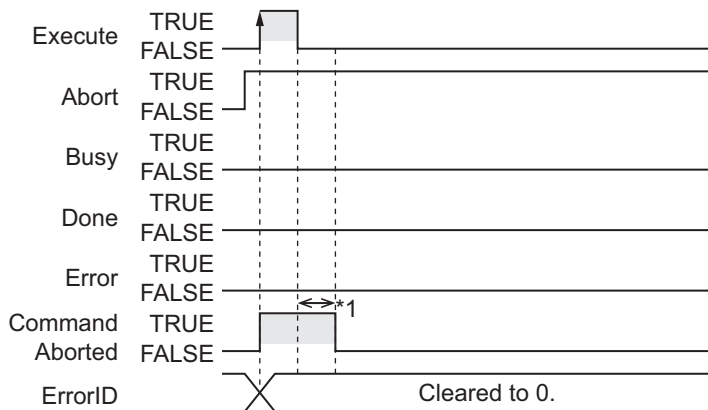 Execute TRUE
FALSE
Abort TRUE
FALSE
Busy TRUE
FALSE
Done TRUE
FALSE
Error TRUE
FALSE
*1
Command TRUE
Aborted FALSE
ErrorID Cleared to 0.